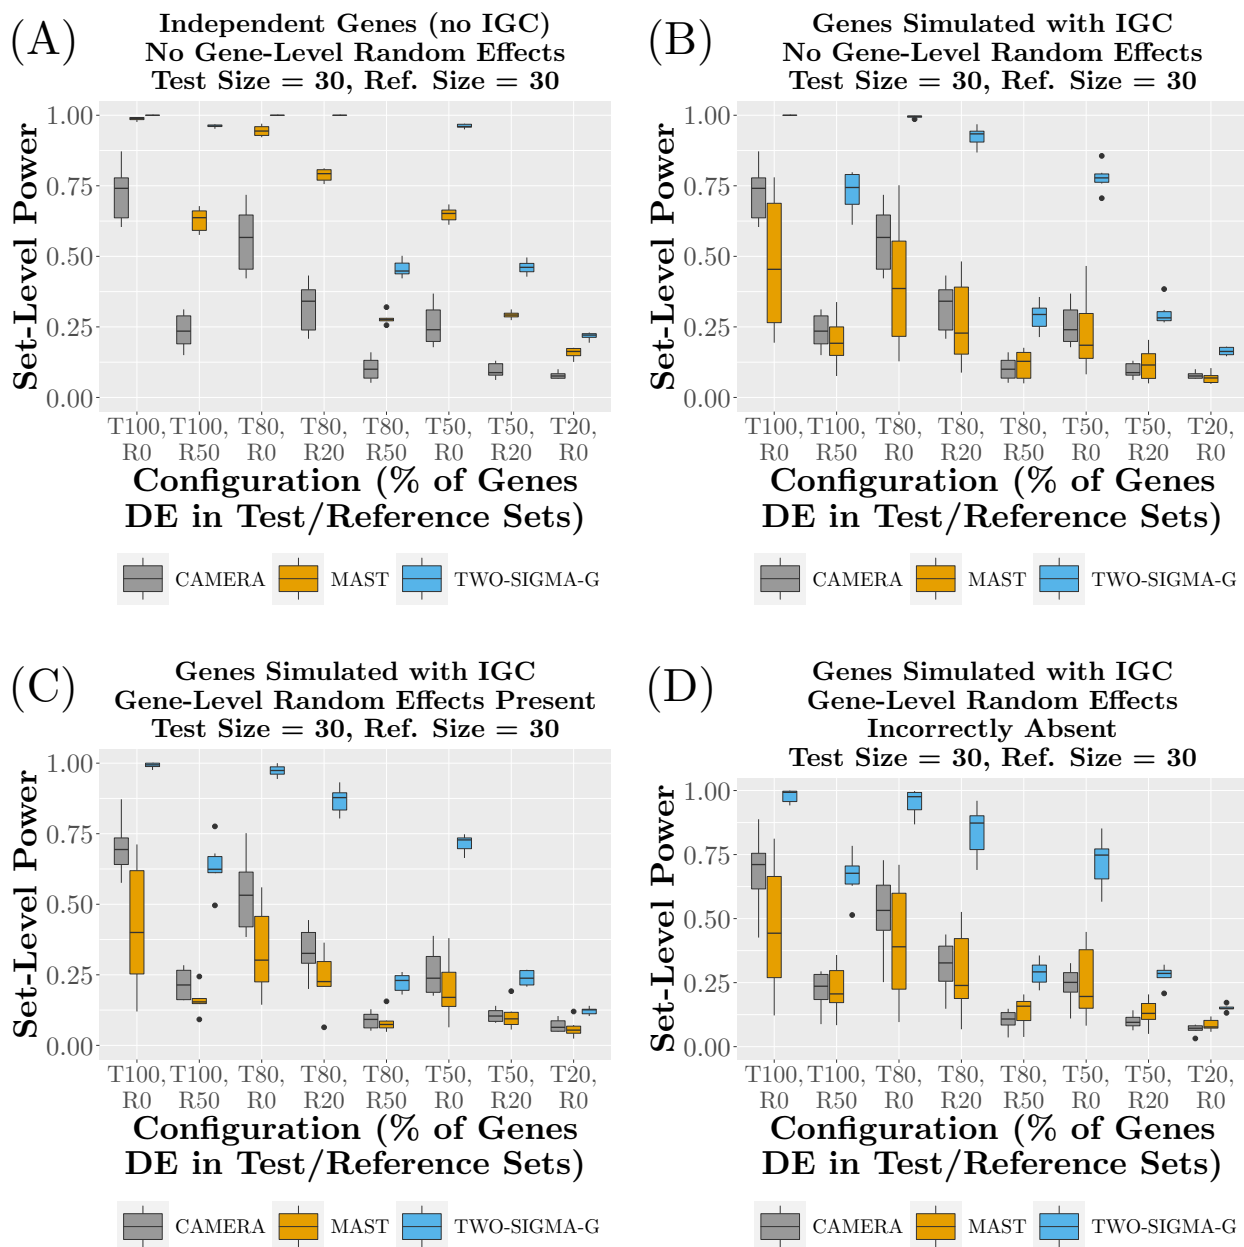 (A)
Independent Genes (no IGC)
No Gene-Level Random Effects
Test Size = 30, Ref. Size = 30
Set-Level Power
1.00
0.75
0.50
0.25
0.00
T100, T100, T80, T80, T80, T50, T50, T20,
R0 R50 R0 R20 R50 R0 R20 R0
Configuration (% of Genes
DE in Test/Reference Sets)
CAMERA MAST TWO-SIGMA-G
(B)
Genes Simulated with IGC
No Gene-Level Random Effects
Test Size = 30, Ref. Size = 30
Set-Level Power
1.00
0.75
0.50
0.25
0.00
T100, T100, T80, T80, T80, T50, T50, T20,
R0 R50 R0 R20 R50 R0 R20 R0
Configuration (% of Genes
DE in Test/Reference Sets)
CAMERA MAST TWO-SIGMA-G
(C)
Genes Simulated with IGC
Gene-Level Random Effects Present
Test Size = 30, Ref. Size = 30
Set-Level Power
1.00
0.75
0.50
0.25
0.00
T100, T100, T80, T80, T80, T50, T50, T20,
R0 R50 R0 R20 R50 R0 R20 R0
Configuration (% of Genes
DE in Test/Reference Sets)
CAMERA MAST TWO-SIGMA-G
(D)
Genes Simulated with IGC
Gene-Level Random Effects
Incorrectly Absent
Test Size = 30, Ref. Size = 30
Set-Level Power
1.00
0.75
0.50
0.25
0.00
T100, T100, T80, T80, T80, T50, T50, T20,
R0 R50 R0 R20 R50 R0 R20 R0
Configuration (% of Genes
DE in Test/Reference Sets)
CAMERA MAST TWO-SIGMA-G